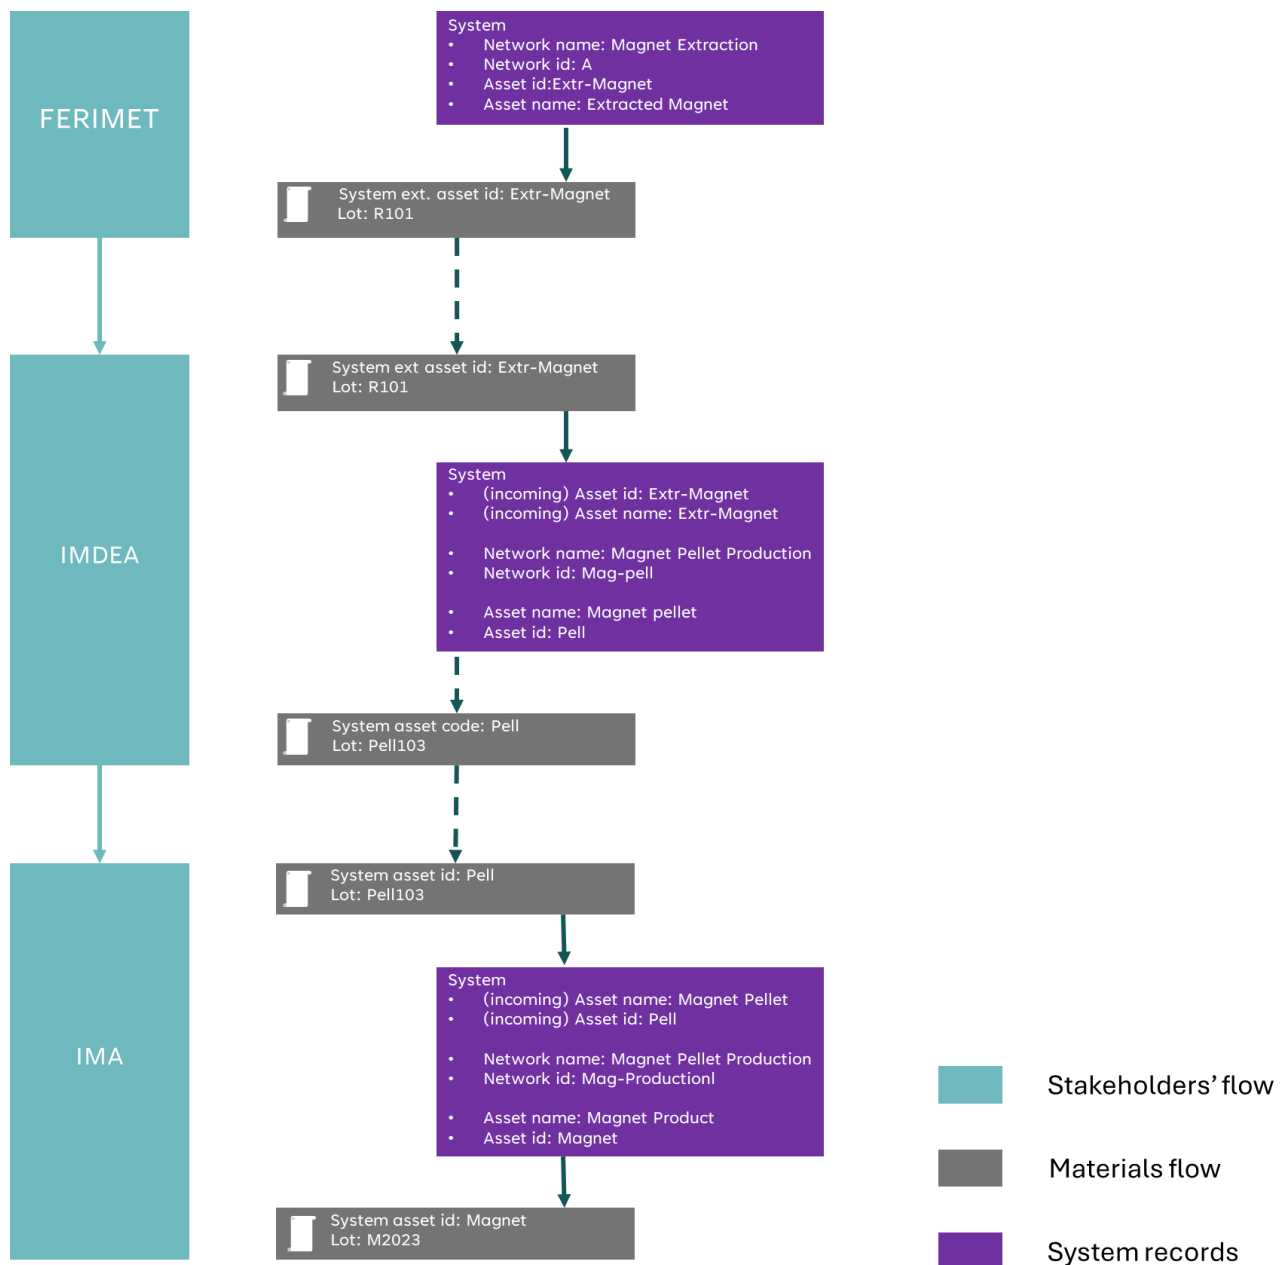 FERIMET
System
• Network name: Magnet Extraction
• Network id: A
• Asset id:Extr-Magnet
• Asset name: Extracted Magnet
System ext. asset id: Extr-Magnet
Lot: R101
System ext asset id: Extr-Magnet
Lot: R101
IMDEA
System
• (incoming) Asset id: Extr-Magnet
• (incoming) Asset name: Extr-Magnet
• Network name: Magnet Pellet Production
• Network id: Mag-pell
• Asset name: Magnet pellet
• Asset id: Pell
System asset code: Pell
Lot: Pell103
System asset id: Pell
Lot: Pell103
IMA
System
• (incoming) Asset name: Magnet Pellet
• (incoming) Asset id: Pell
• Network name: Magnet Pellet Production
• Network id: Mag-Productionl
• Asset name: Magnet Product
• Asset id: Magnet
System asset id: Magnet
Lot: M2023
Stakeholders’ flow
Materials flow
System records